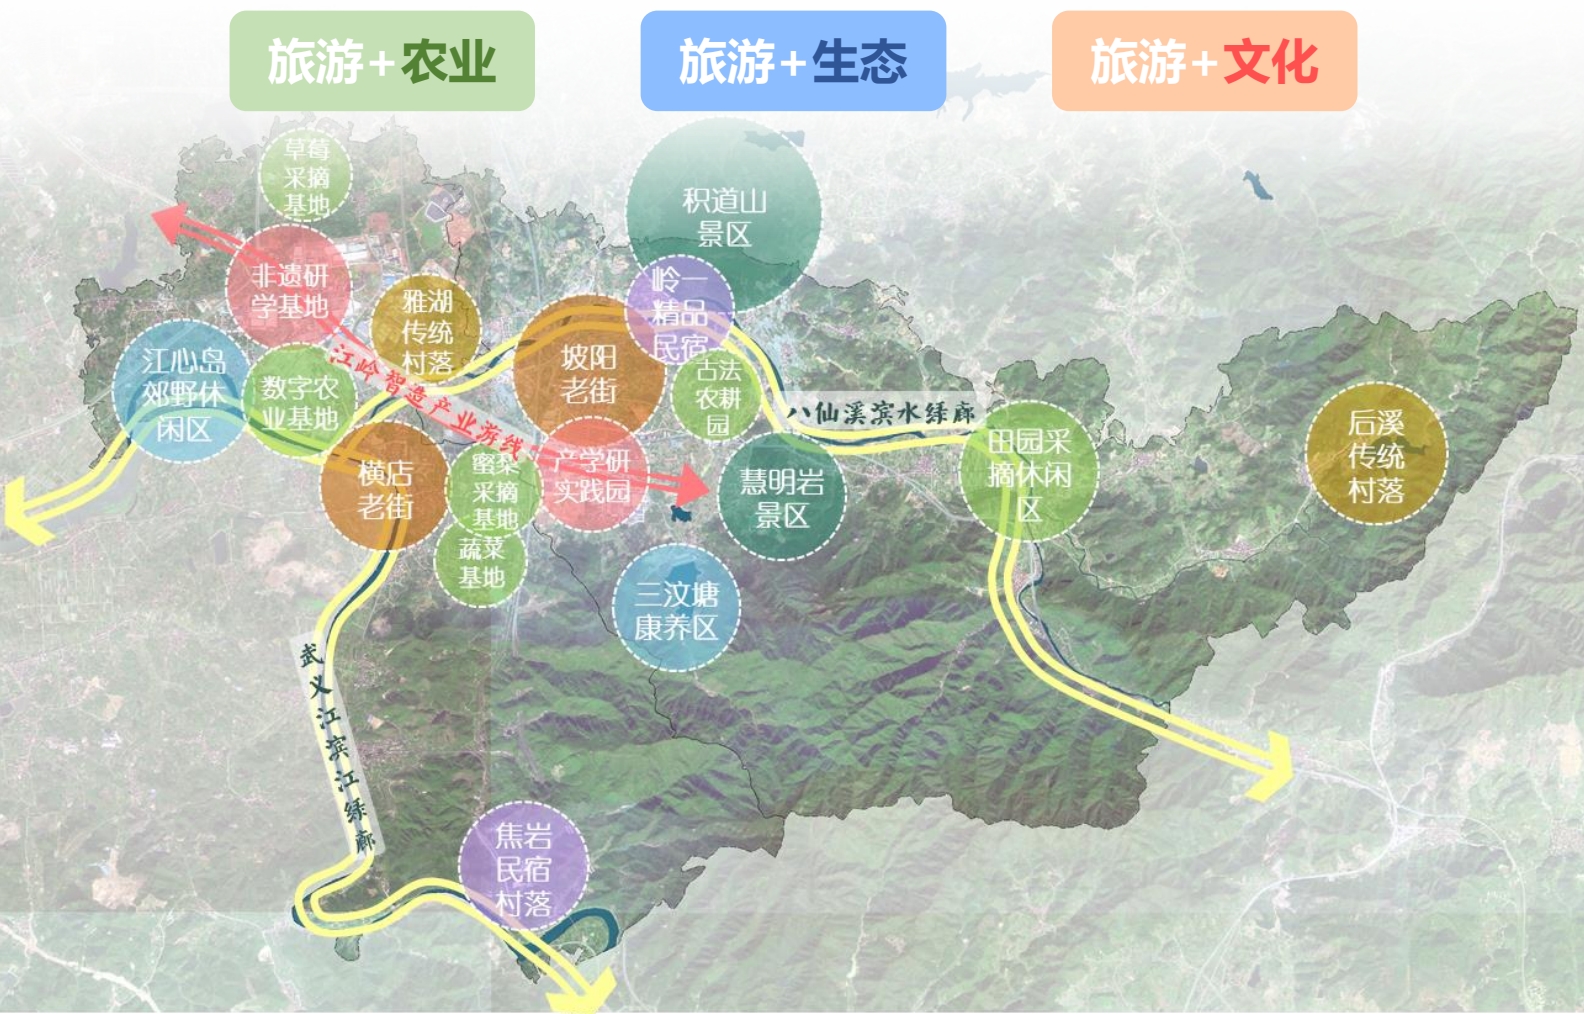 旅游+农业
旅游+生态
旅游+文化
草莓
采摘
基地
积道山
景区
非遗研
学基地
岭一
精品
民宿
雅湖
传统
村落
江心岛
郊野休
闲区
数字农
业基地
坡阳
老街
古法
农耕
园
江岭智造产业游线
八仙溪滨水绿廊
田园采
摘休闲
区
后溪
传统
村落
横店
老街
蜜梨
采摘
基地
产学研
实践园
慧明岩
景区
蔬菜
基地
三汶塘
康养区
武义江滨江绿廊
焦岩
民宿
村落